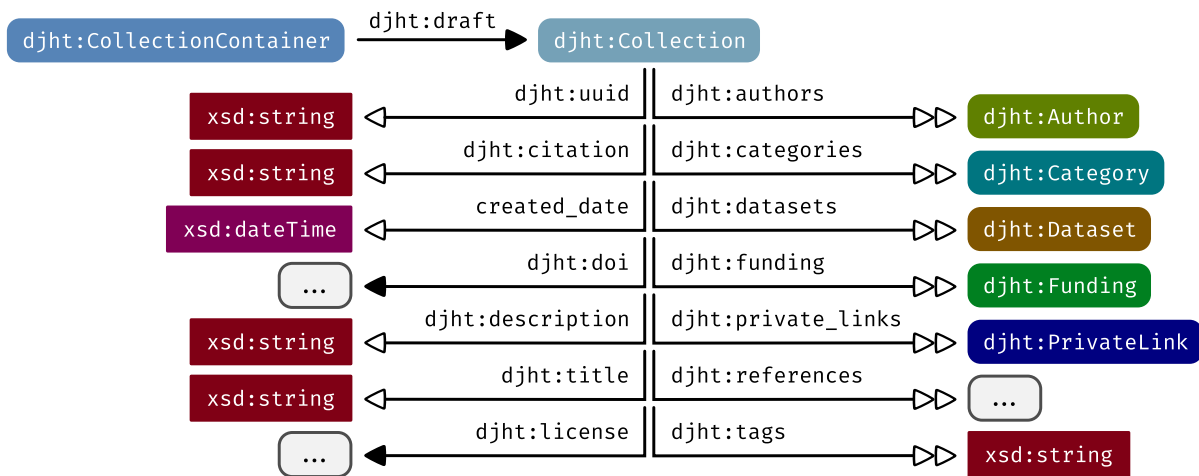 djht:CollectionContainer djht:draft djht:Collection
djht:uuid djht:authors
xsd:string djht:Author
djht:citation djht:categories
xsd:string djht:Category
created_date djht:datasets
xsd:dateTime djht:Dataset
djht:doi djht:funding
... djht:Funding
djht:description djht:private_links
xsd:string djht:PrivateLink
djht:title djht:references
xsd:string ...
djht:license djht:tags
... xsd:string